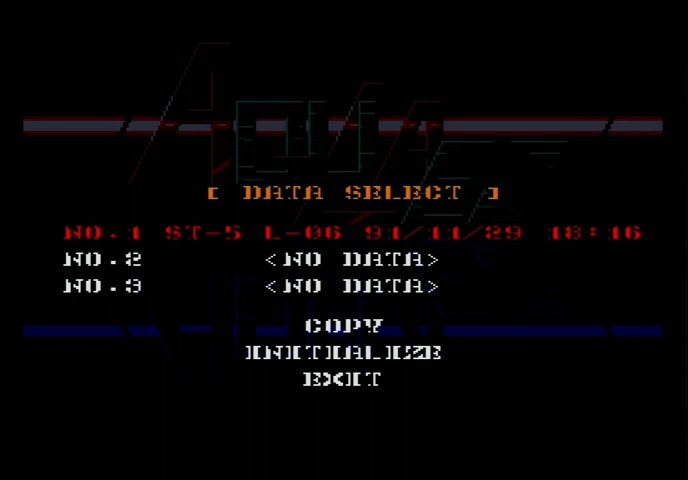 [ DATA SELECT ]
NO.1 ST-5 L-06 91/11/29 18:16
NO.2 <NO DATA>
NO.3 <NO DATA>
COPY
INITIALIZE
EXIT